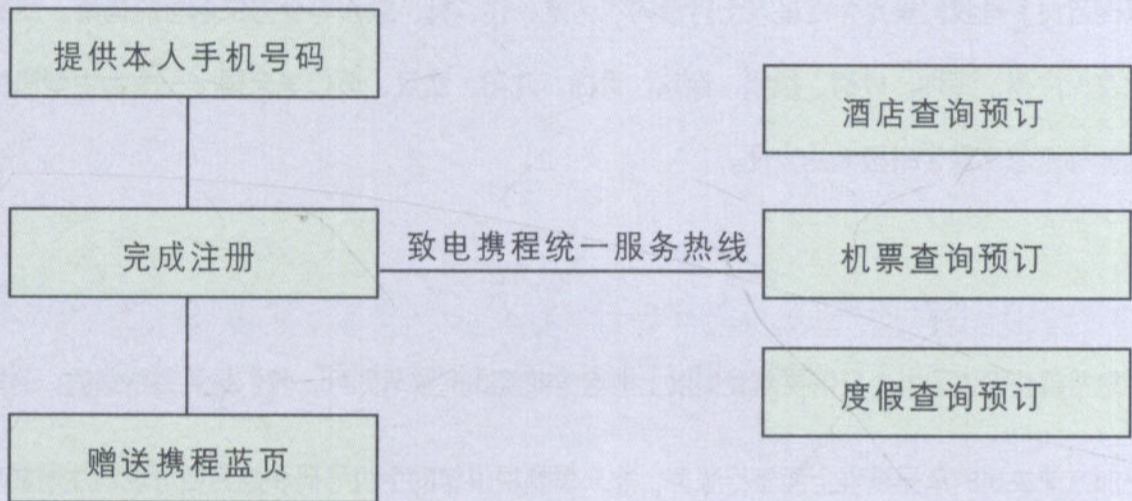 提供本人手机号码
酒店查询预订
完成注册
致电携程统一服务热线
机票查询预订
度假查询预订
赠送携程蓝页